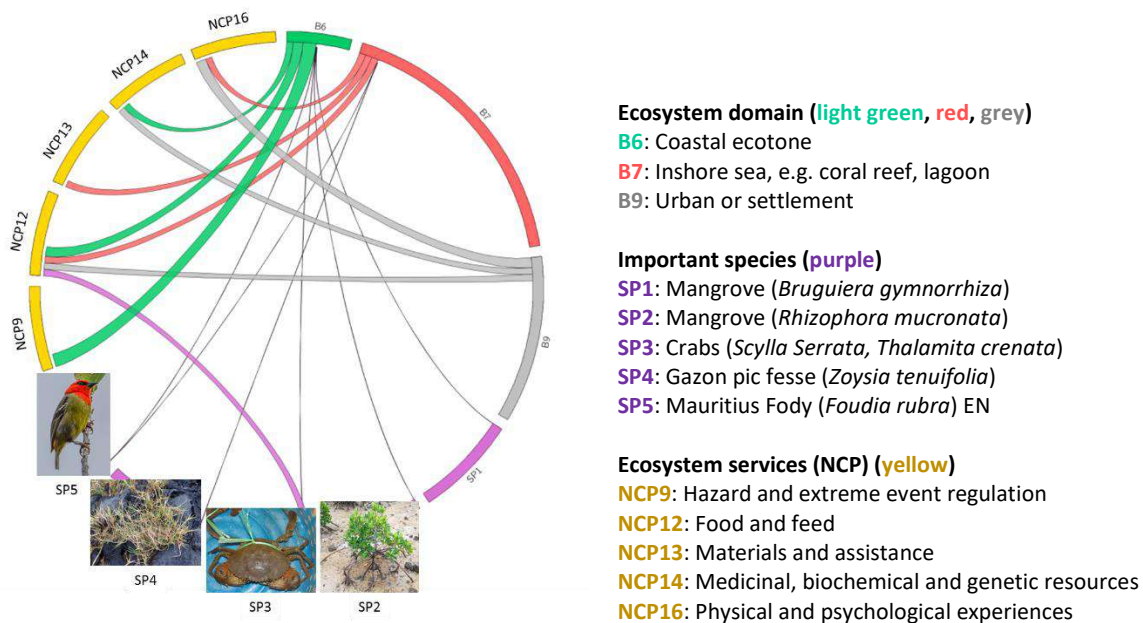 NCP16
B6
NCP14
B7
NCP13
NCP12
NCP9
B9
SP1
SP5
SP4
SP3
SP2
Ecosystem domain (light green, red, grey)
B6: Coastal ecotone
B7: Inshore sea, e.g. coral reef, lagoon
B9: Urban or settlement
Important species (purple)
SP1: Mangrove (Bruguiera gymnorrhiza)
SP2: Mangrove (Rhizophora mucronata)
SP3: Crabs (Scylla Serrata, Thalamita crenata)
SP4: Gazon pic fesse (Zoysia tenuifolia)
SP5: Mauritius Fody (Foudia rubra) EN
Ecosystem services (NCP) (yellow)
NCP9: Hazard and extreme event regulation
NCP12: Food and feed
NCP13: Materials and assistance
NCP14: Medicinal, biochemical and genetic resources
NCP16: Physical and psychological experiences